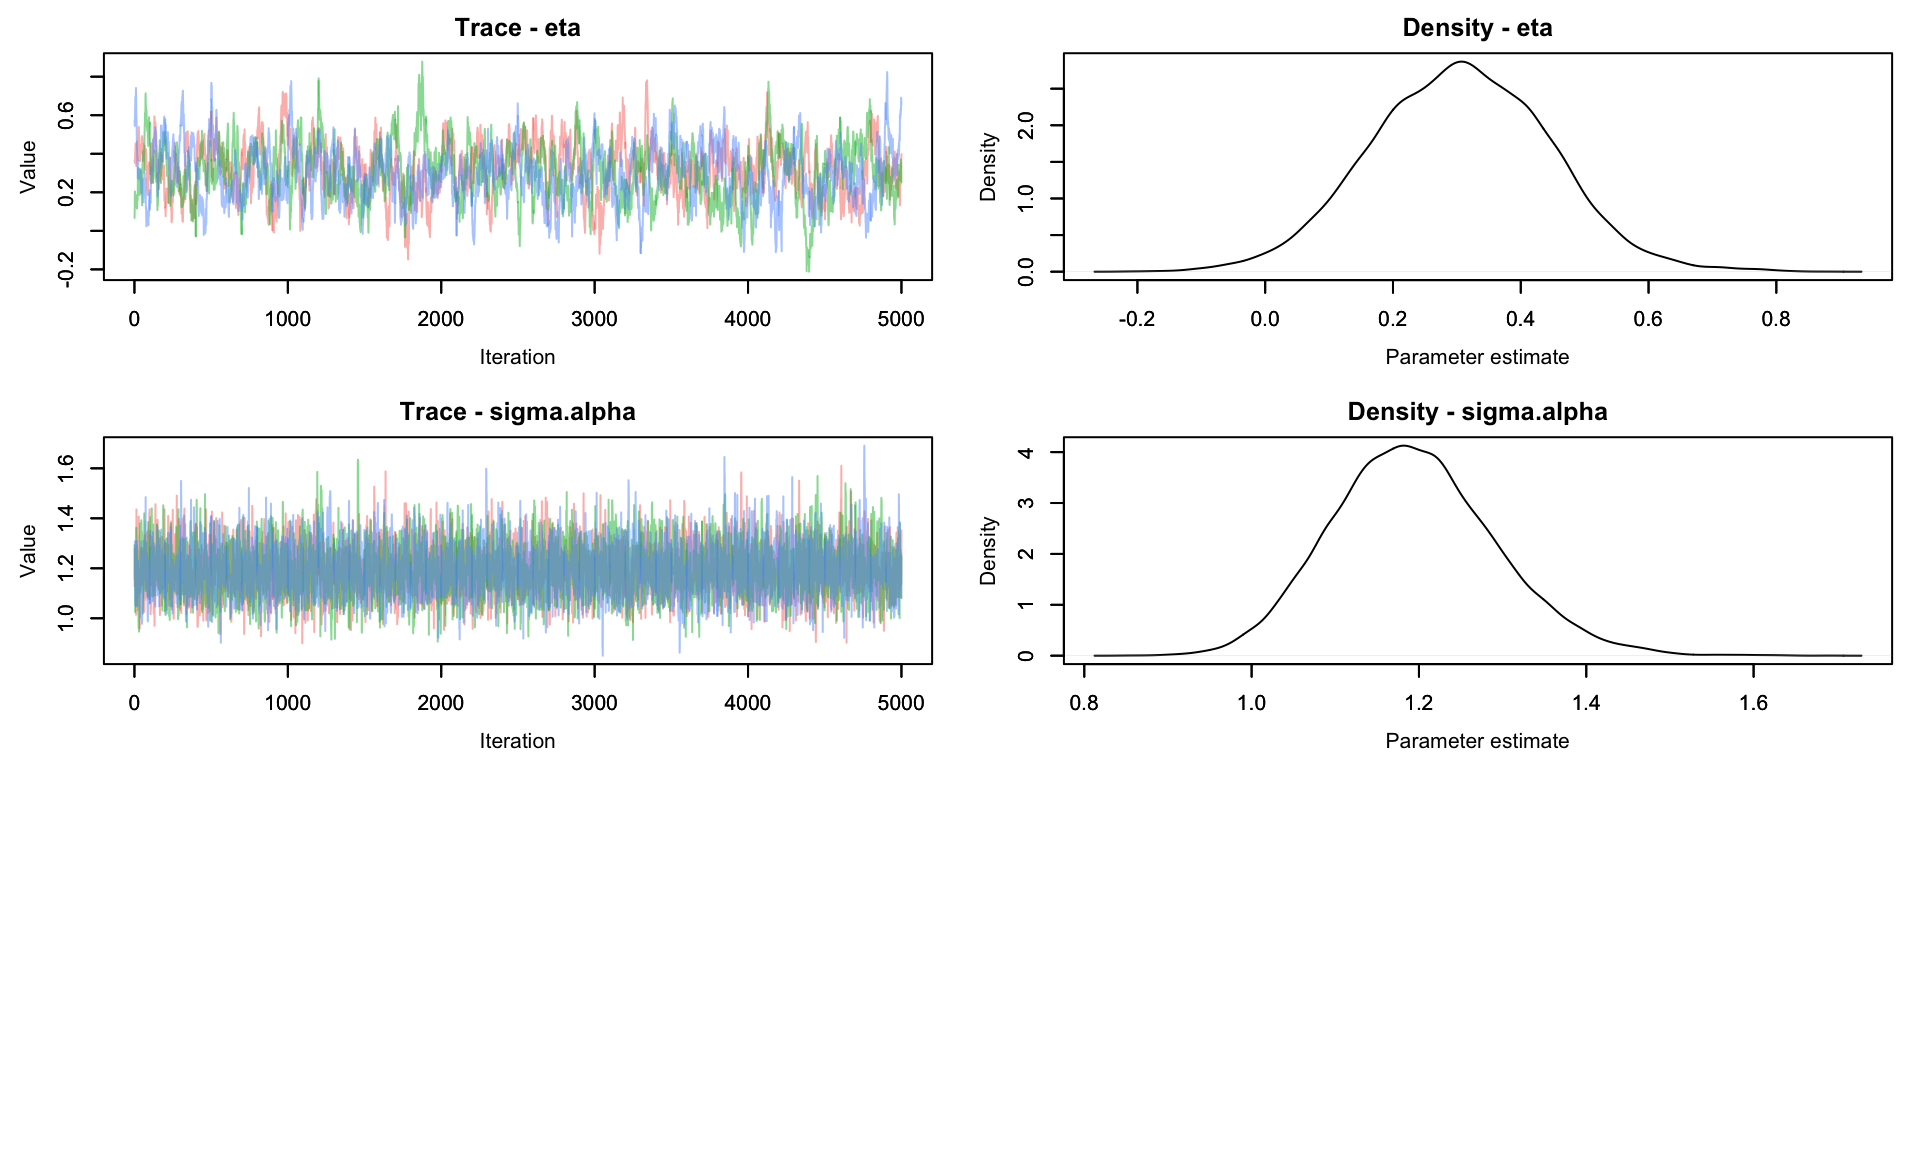 Trace - eta
Value
-0.2 0.2 0.6
0 1000 2000 3000 4000 5000
Iteration
Density - eta
Density
0.0 1.0 2.0
-0.2 0.0 0.2 0.4 0.6 0.8
Parameter estimate
Trace - sigma.alpha
Value
1.0 1.2 1.4 1.6
0 1000 2000 3000 4000 5000
Iteration
Density - sigma.alpha
Density
0 1 2 3 4
0.8 1.0 1.2 1.4 1.6
Parameter estimate